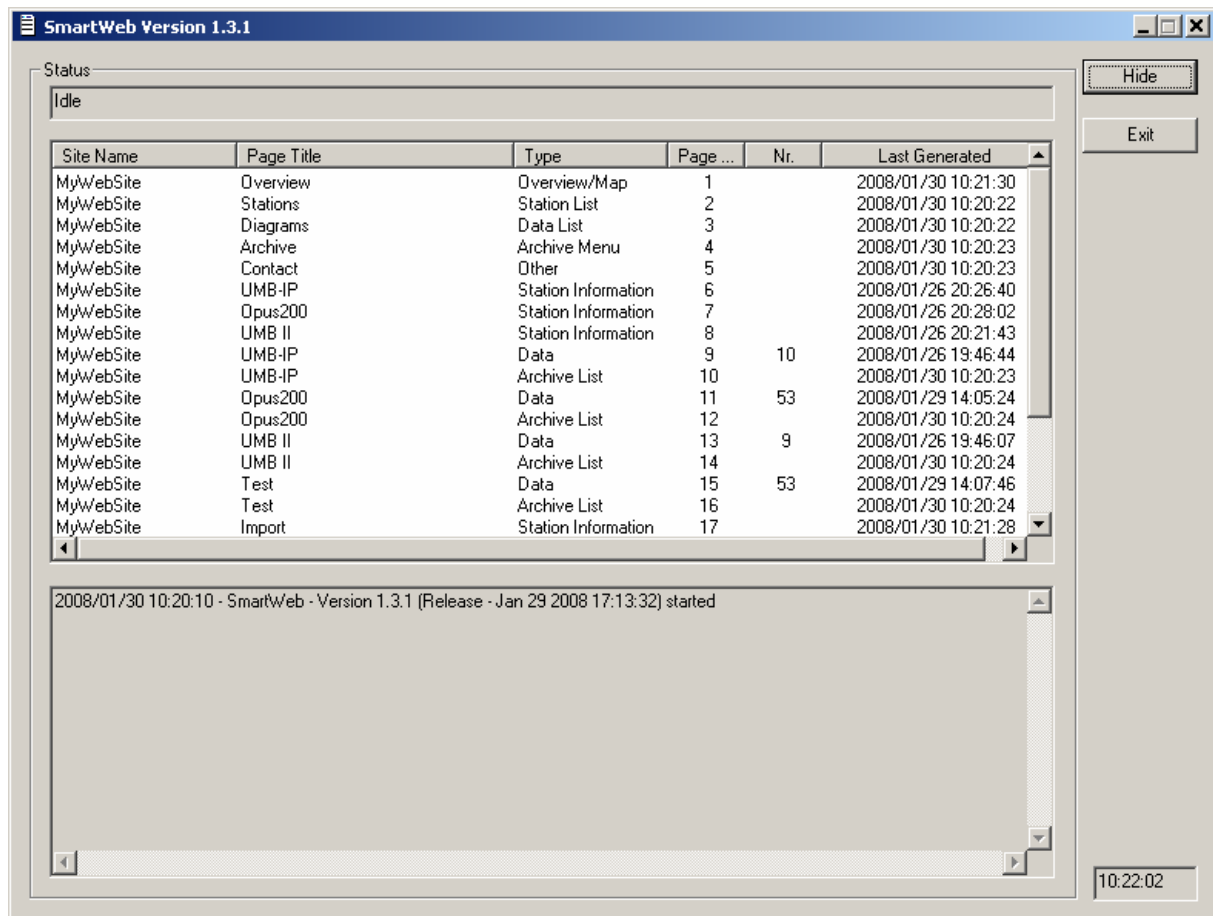 SmartWeb Version 1.3.1
Status
Hide
Idle
Exit
Site Name Page Title Type Page ... Nr. Last Generated
MyWebSite Overview Overview/Map 1 2008/01/30 10:21:30
MyWebSite Stations Station List 2 2008/01/30 10:20:22
MyWebSite Diagrams Data List 3 2008/01/30 10:20:22
MyWebSite Archive Archive Menu 4 2008/01/30 10:20:23
MyWebSite Contact Other 5 2008/01/30 10:20:23
MyWebSite UMB-IP Station Information 6 2008/01/26 20:26:40
MyWebSite Opus200 Station Information 7 2008/01/26 20:28:02
MyWebSite UMB II Station Information 8 2008/01/26 20:21:43
MyWebSite UMB-IP Data 9 10 2008/01/26 19:46:44
MyWebSite UMB-IP Archive List 10 2008/01/30 10:20:23
MyWebSite Opus200 Data 11 53 2008/01/29 14:05:24
MyWebSite Opus200 Archive List 12 2008/01/30 10:20:24
MyWebSite UMB II Data 13 9 2008/01/26 19:46:07
MyWebSite UMB II Archive List 14 2008/01/30 10:20:24
MyWebSite Test Data 15 53 2008/01/29 14:07:46
MyWebSite Test Archive List 16 2008/01/30 10:20:24
MyWebSite Import Station Information 17 2008/01/30 10:21:28
2008/01/30 10:20:10 - SmartWeb - Version 1.3.1 (Release - Jan 29 2008 17:13:32) started
10:22:02